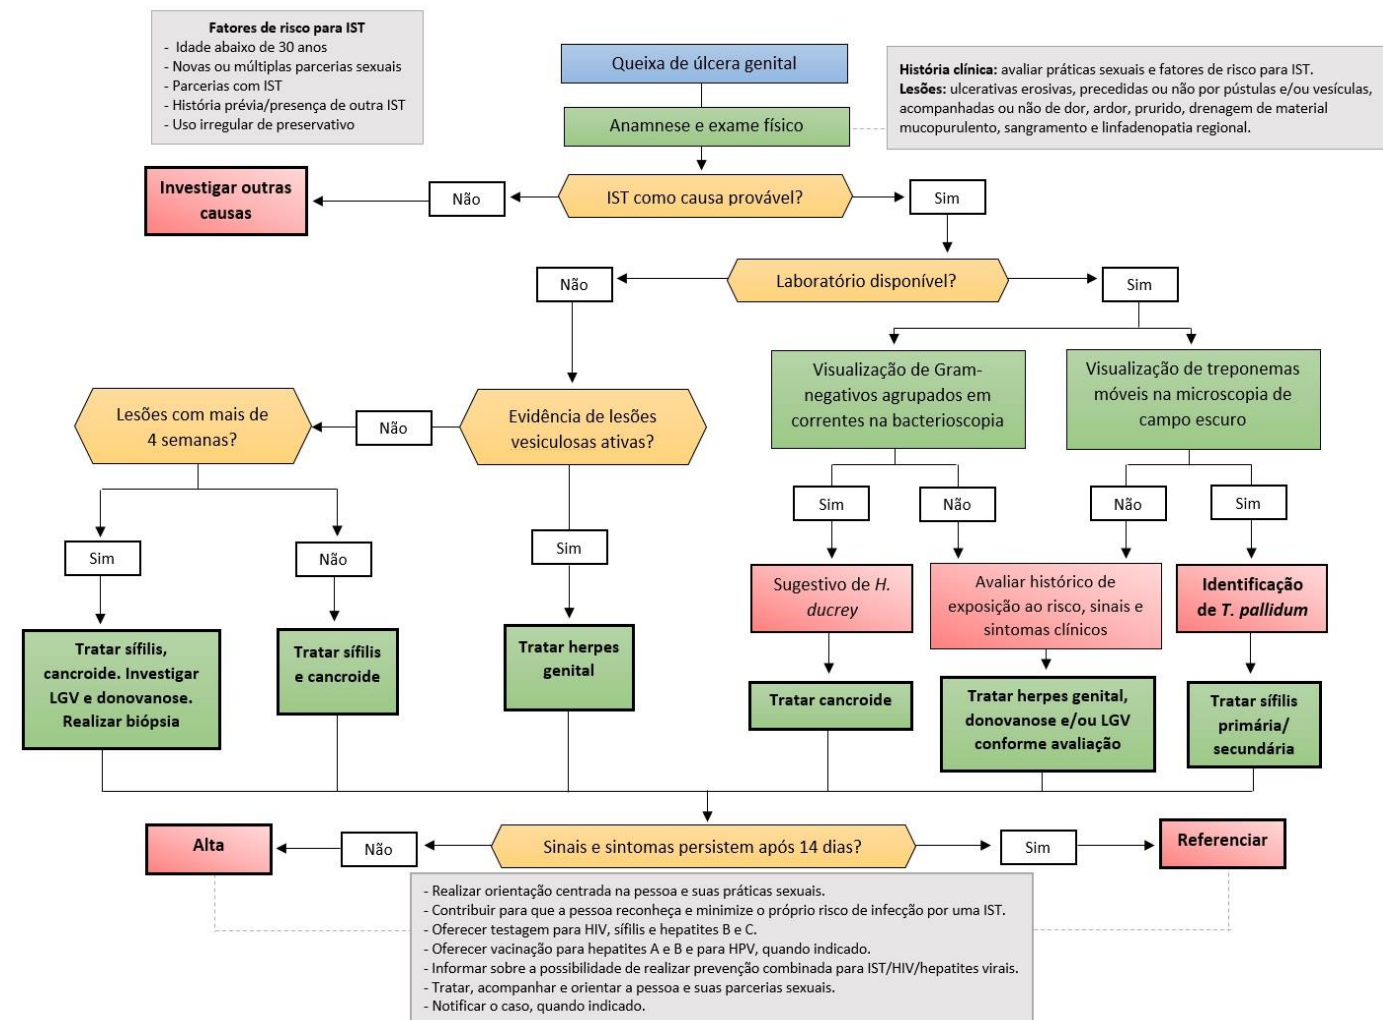 Fatores de risco para IST
- Idade abaixo de 30 anos
- Novas ou múltiplas parcerias sexuais
- Parcerias com IST
- História prévia/presença de outra IST
- Uso irregular de preservativo
Queixa de úlcera genital
Anamnese e exame físico
História clínica: avaliar práticas sexuais e fatores de risco para IST.
Lesões: ulcerativas erosivas, precedidas ou não por pústulas e/ou vesículas,
acompanhadas ou não de dor, ardor, prurido, drenagem de material
mucopurulento, sangramento e linfadenopatia regional.
Investigar outras
causas
Não
IST como causa provável?
Sim
Não
Laboratório disponível?
Sim
Lesões com mais de
4 semanas?
Não
Evidência de lesões
vesiculosas ativas?
Visualização de Gram-
negativos agrupados em
correntes na bacterioscopia
Visualização de treponemas
móveis na microscopia de
campo escuro
Sim
Não
Sim
Sim
Não
Não
Sim
Sugestivo de H.
ducrey
Avaliar histórico de
exposição ao risco, sinais e
sintomas clínicos
Identificação
de T. pallidum
Tratar sífilis,
cancroide. Investigar
LGV e donovanose.
Realizar biópsia
Tratar sífilis
e cancroide
Tratar herpes
genital
Tratar cancroide
Tratar herpes genital,
donovanose e/ou LGV
conforme avaliação
Tratar sífilis
primária/
secundária
Alta
Não
Sinais e sintomas persistem após 14 dias?
Sim
Referenciar
- Realizar orientação centrada na pessoa e suas práticas sexuais.
- Contribuir para que a pessoa reconheça e minimize o próprio risco de infecção por uma IST.
- Oferecer testagem para HIV, sífilis e hepatites B e C.
- Oferecer vacinação para hepatites A e B e para HPV, quando indicado.
- Informar sobre a possibilidade de realizar prevenção combinada para IST/HIV/hepatites virais.
- Tratar, acompanhar e orientar a pessoa e suas parcerias sexuais.
- Notificar o caso, quando indicado.